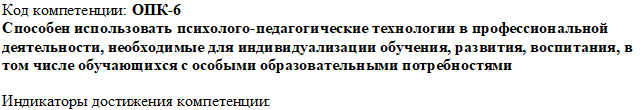 Код компетенции: ОПК-6
Способен использовать психолого-педагогические технологии в профессиональной
деятельности, необходимые для индивидуализации обучения, развития, воспитания, в
том числе обучающихся с особыми образовательными потребностями
Индикаторы достижения компетенции: